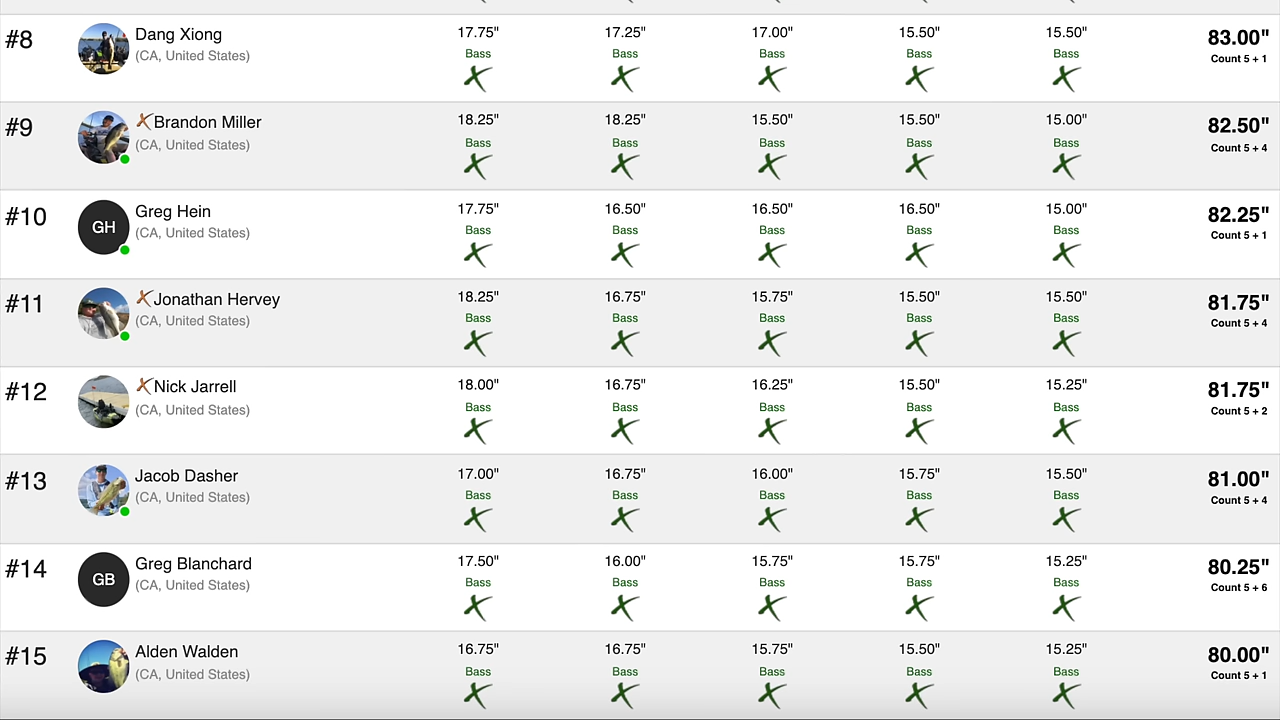 #8 Dang Xiong 17.75" 17.25" 17.00" 15.50" 15.50" 83.00"
(CA, United States) Bass Bass Bass Bass Bass Count 5 + 1
#9 Brandon Miller 18.25" 18.25" 15.50" 15.50" 15.00" 82.50"
(CA, United States) Bass Bass Bass Bass Bass Count 5 + 4
#10 GH Greg Hein 17.75" 16.50" 16.50" 16.50" 15.00" 82.25"
(CA, United States) Bass Bass Bass Bass Bass Count 5 + 1
#11 Jonathan Hervey 18.25" 16.75" 15.75" 15.50" 15.50" 81.75"
(CA, United States) Bass Bass Bass Bass Bass Count 5 + 4
#12 Nick Jarrell 18.00" 16.75" 16.25" 15.50" 15.25" 81.75"
(CA, United States) Bass Bass Bass Bass Bass Count 5 + 2
#13 Jacob Dasher 17.00" 16.75" 16.00" 15.75" 15.50" 81.00"
(CA, United States) Bass Bass Bass Bass Bass Count 5 + 4
#14 GB Greg Blanchard 17.50" 16.00" 15.75" 15.75" 15.25" 80.25"
(CA, United States) Bass Bass Bass Bass Bass Count 5 + 6
#15 Alden Walden 16.75" 16.75" 15.75" 15.50" 15.25" 80.00"
(CA, United States) Bass Bass Bass Bass Bass Count 5 + 1